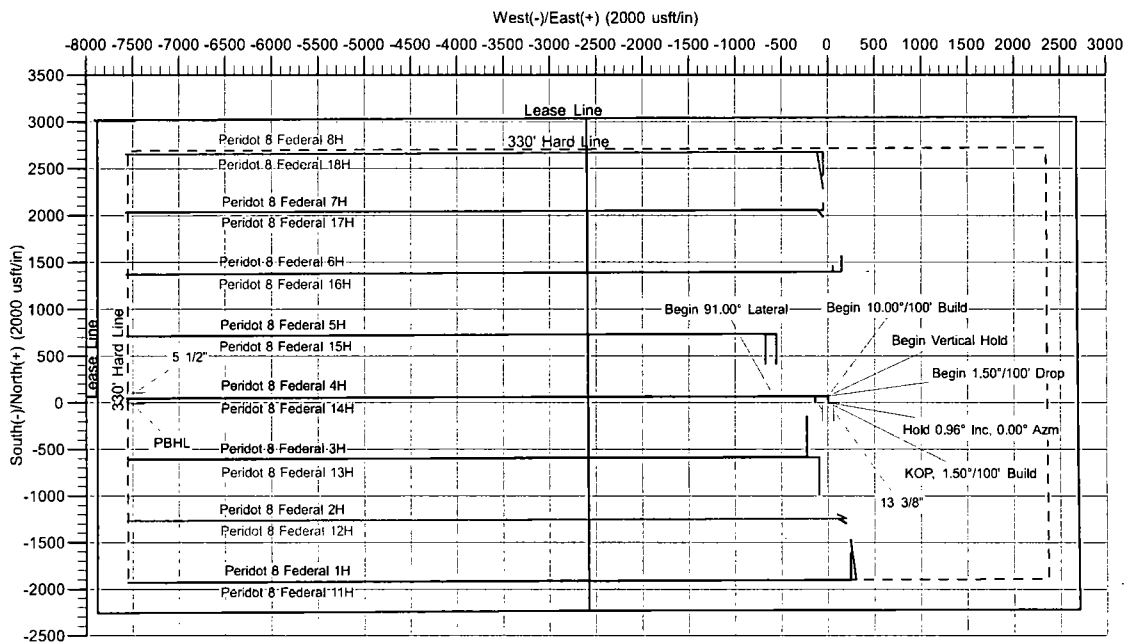 West(-)/East(+) (2000 usft/in)
-8000 -7500 -7000 -6500 -6000 -5500 -5000 -4500 -4000 -3500 -3000 -2500 -2000 -1500 -1000 -500 0 500 1000 1500 2000 2500 3000
South(-)/North(+) (2000 usft/in)
3500
3000
2500
2000
1500
1000
500
0
-500
-1000
-1500
-2000
-2500
Lease Line
330' Hard Line
Peridot 8 Federal 8H
Peridot 8 Federal 18H
Peridot 8 Federal 7H
Peridot 8 Federal 17H
Peridot 8 Federal 6H
Peridot 8 Federal 16H
Begin 91.00° Lateral
Begin 10.00°/100' Build
Peridot 8 Federal 5H
Peridot 8 Federal 15H
Begin Vertical Hold
Lease Line
330' Hard Line
5 1/2"
Begin 1.50°/100' Drop
Peridot 8 Federal 4H
Peridot 8 Federal 14H
Hold 0.96° Inc, 0.00° Azm
PBHL
Peridot 8 Federal 3H
Peridot 8 Federal 13H
KOP, 1.50°/100' Build
13 3/8"
Peridot 8 Federal 2H
Peridot 8 Federal 12H
Peridot 8 Federal 1H
Peridot 8 Federal 11H